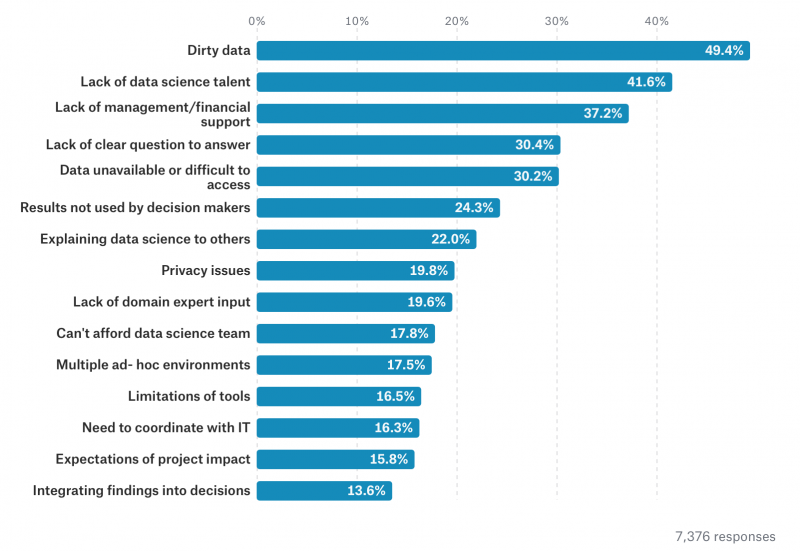 0% 10% 20% 30% 40%
Dirty data 49.4%
Lack of data science talent 41.6%
Lack of management/financial
support 37.2%
Lack of clear question to answer 30.4%
Data unavailable or difficult to
access 30.2%
Results not used by decision makers 24.3%
Explaining data science to others 22.0%
Privacy issues 19.8%
Lack of domain expert input 19.6%
Can't afford data science team 17.8%
Multiple ad- hoc environments 17.5%
Limitations of tools 16.5%
Need to coordinate with IT 16.3%
Expectations of project impact 15.8%
Integrating findings into decisions 13.6%
7,376 responses